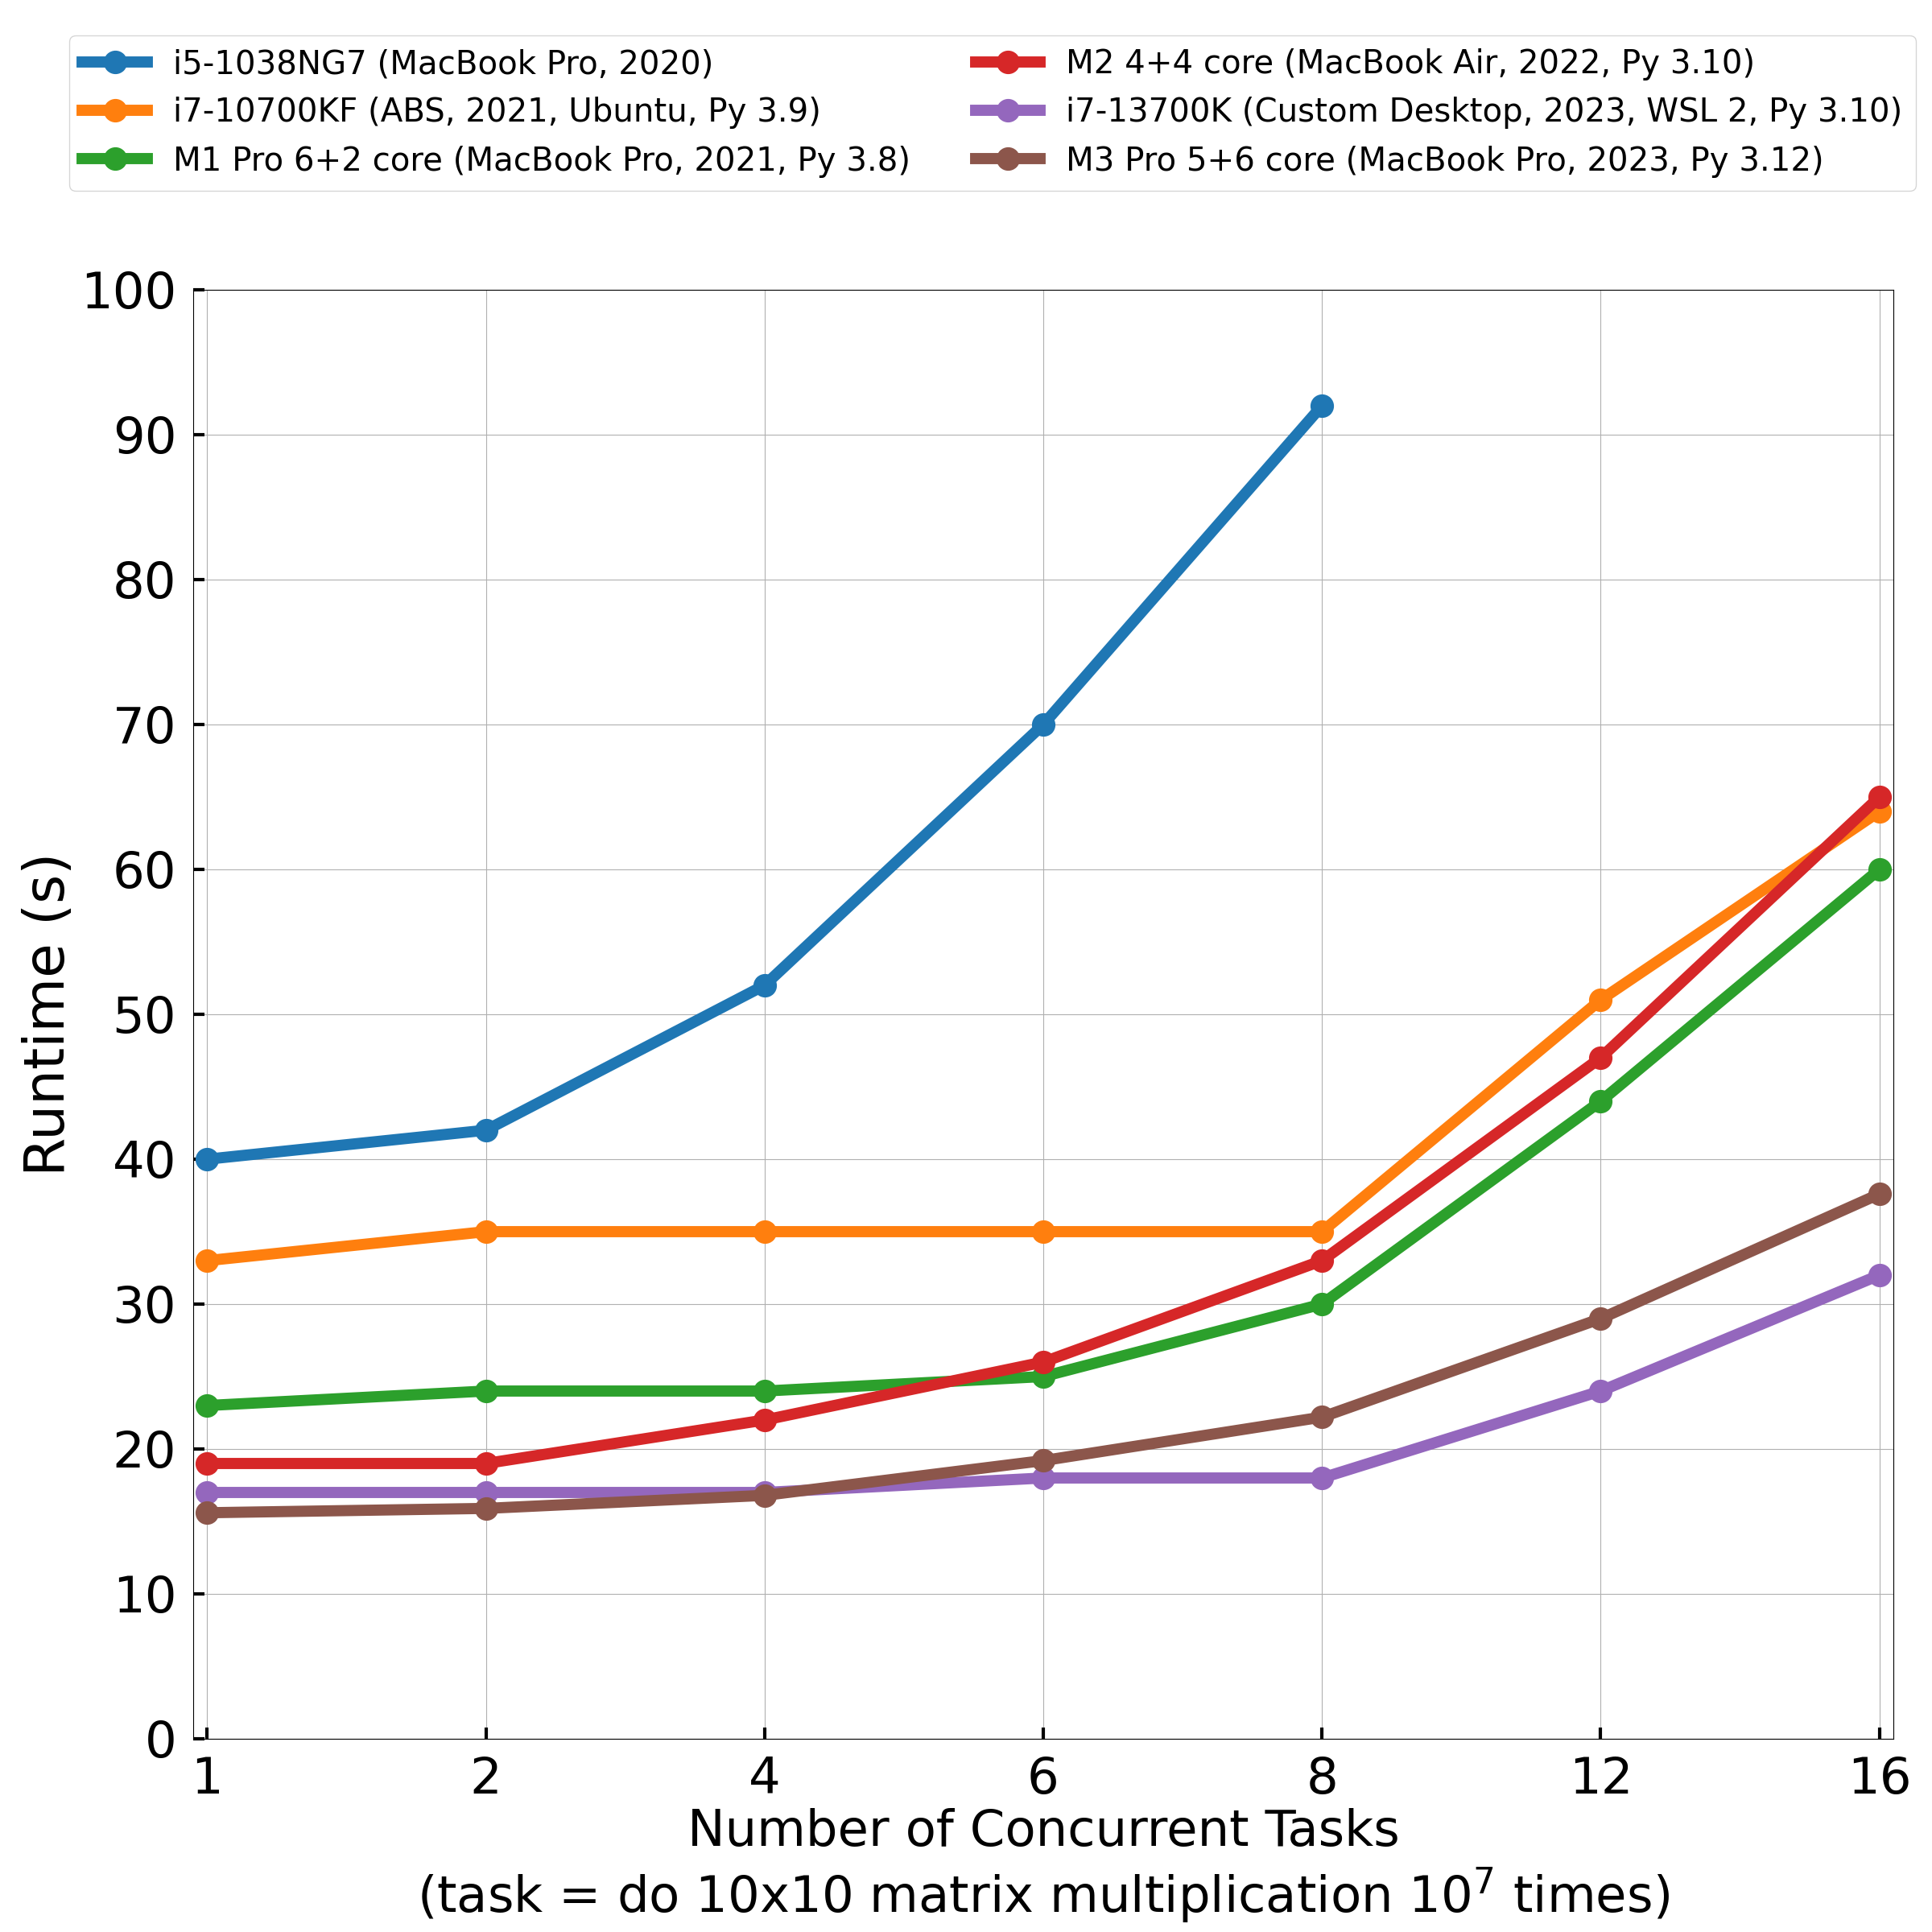 i5-1038NG7 (MacBook Pro, 2020)
i7-10700KF (ABS, 2021, Ubuntu, Py 3.9)
M1 Pro 6+2 core (MacBook Pro, 2021, Py 3.8)
M2 4+4 core (MacBook Air, 2022, Py 3.10)
i7-13700K (Custom Desktop, 2023, WSL 2, Py 3.10)
M3 Pro 5+6 core (MacBook Pro, 2023, Py 3.12)
100
90
80
70
60
50
40
30
20
10
0
Runtime (s)
1 2 4 6 8 12 16
Number of Concurrent Tasks
(task = do 10x10 matrix multiplication 10⁷ times)